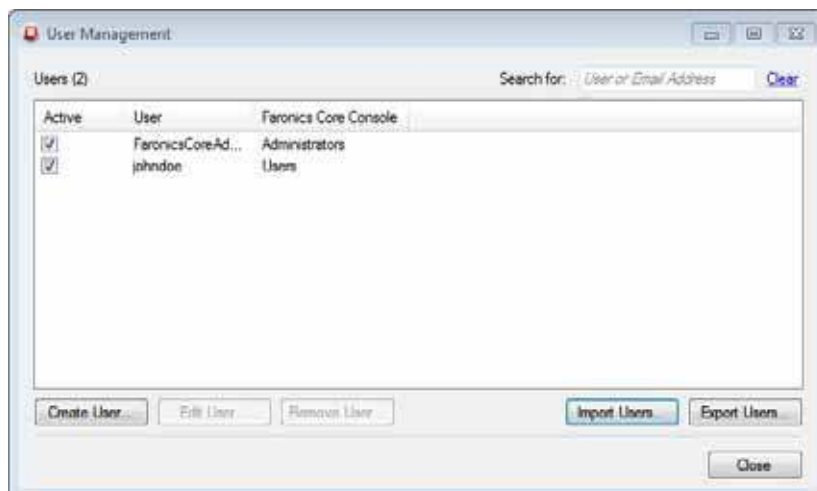 User Management
Users (2) Search for: User or Email Address Clear
Active User Faronics Core Console
FaronicsCoreAd... Administrators
johndoe Users
Create User... Edit User... Remove User... Import Users... Export Users...
Close